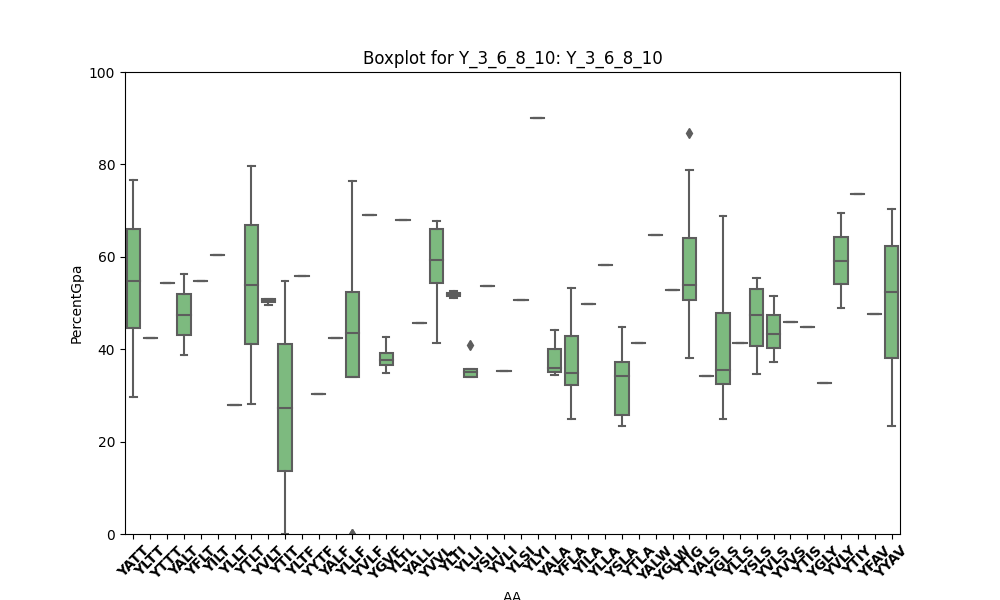 Boxplot for Y_3_6_8_10: Y_3_6_8_10
PercentGpa
100
80
60
40
20
0
YATT
YLTT
YTTT
YALT
YFLT
YILT
YLLT
YTLT
YVLT
YTIT
YLTF
YYTF
YALF
YLLF
YVLF
YGVF
YLTL
YALL
YVVL
YLTI
YLLI
YSLI
YVLI
YLSI
YLYI
YALA
YFLA
YILA
YLLA
YSLA
YTLA
YALW
YGLW
YTIG
YALS
YGLS
YLLS
YSLS
YVLS
YVVS
YTIS
YGLY
YVLY
YTIY
YFAV
YYAV
AA